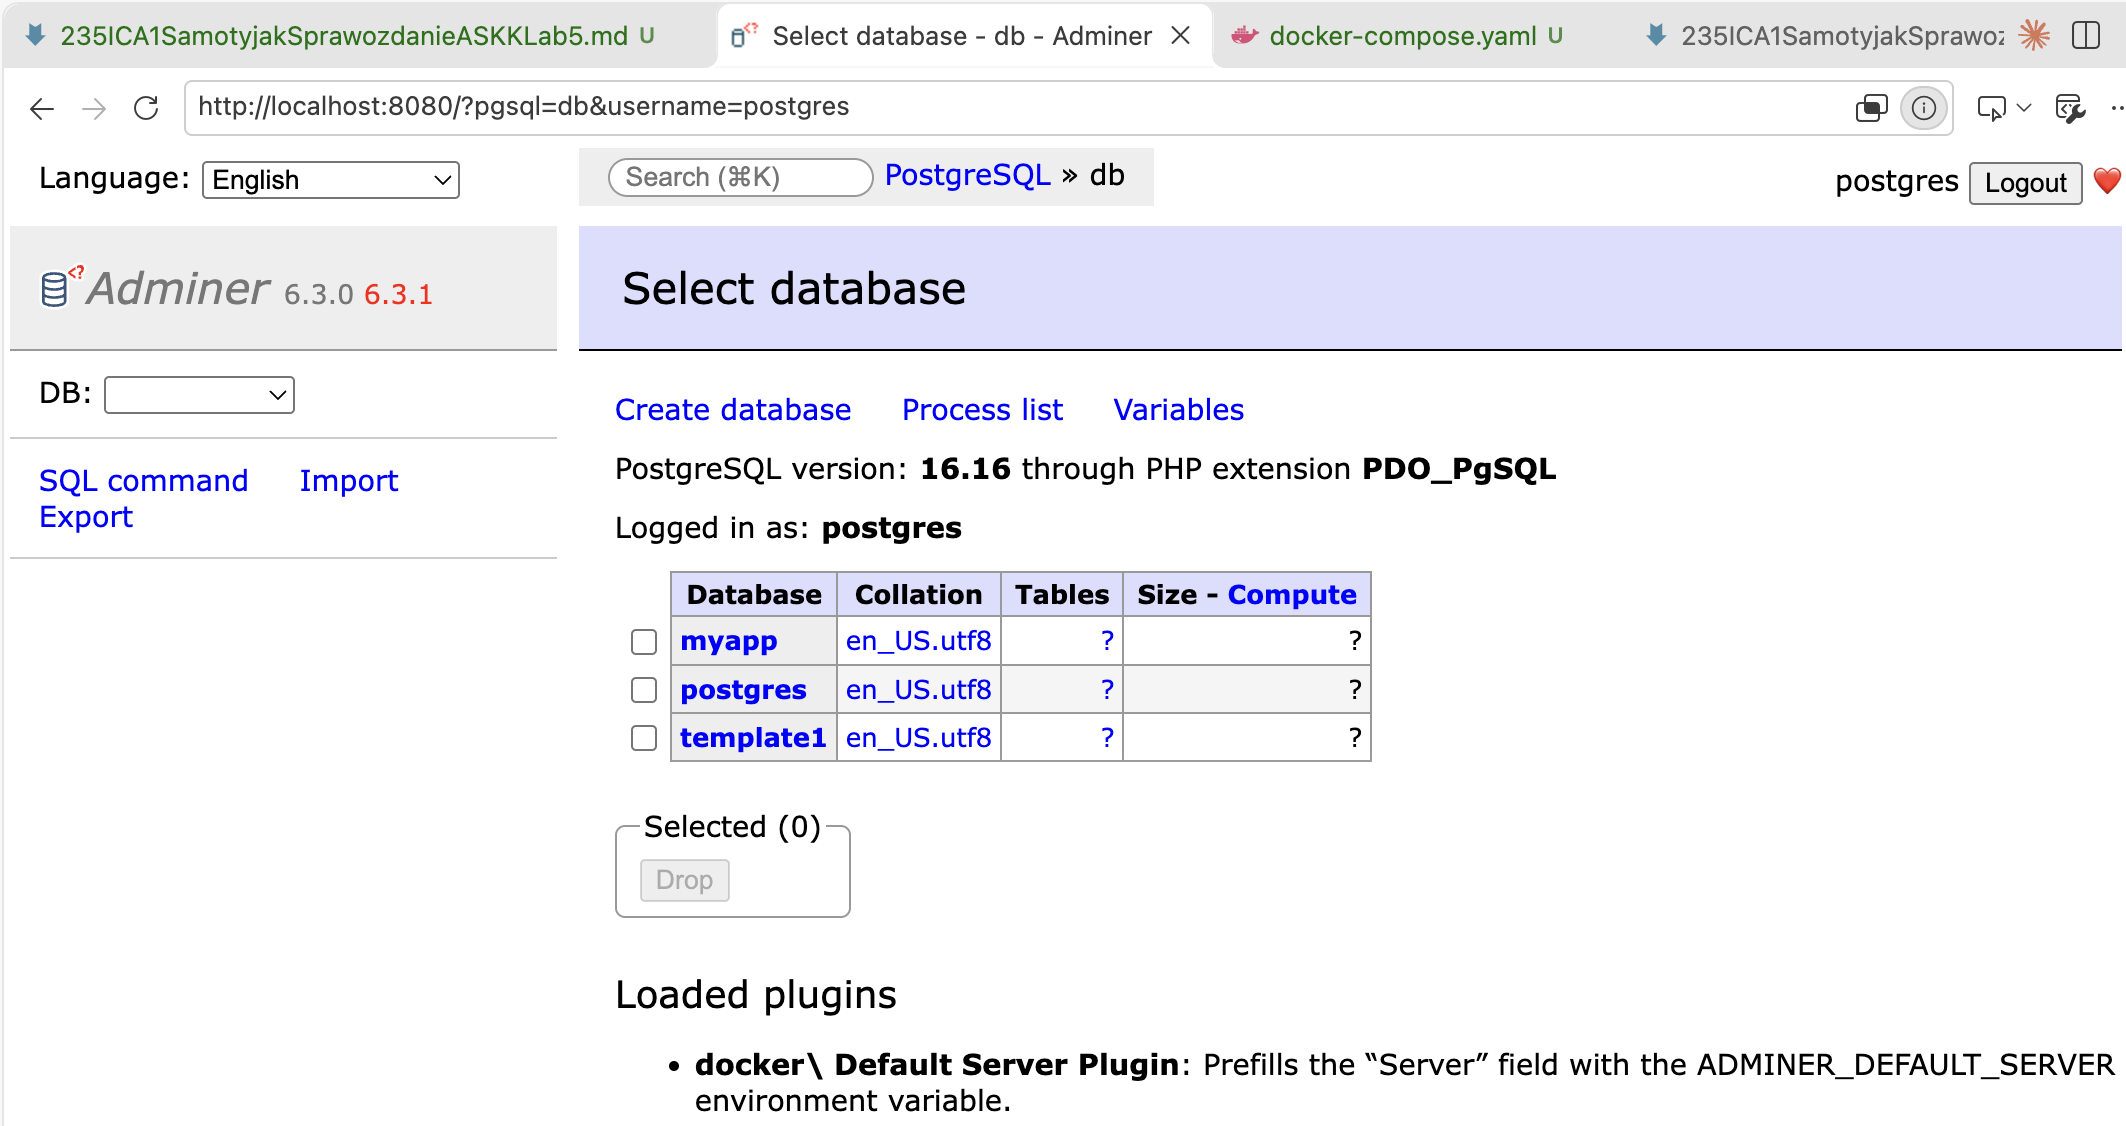 235ICA1SamotyjakSprawozdanieASKKLab5.md U
Select database - db - Adminer
docker-compose.yaml U
235ICA1SamotyjakSprawoz
http://localhost:8080/?pgsql=db&username=postgres
Language: English
Search (⌘K) PostgreSQL » db
postgres Logout
Adminer 6.3.0 6.3.1
Select database
DB:
SQL command Import
Export
Create database Process list Variables
PostgreSQL version: 16.16 through PHP extension PDO_PgSQL
Logged in as: postgres
Database Collation Tables Size - Compute
myapp en_US.utf8 ? ?
postgres en_US.utf8 ? ?
template1 en_US.utf8 ? ?
Selected (0)
Drop
Loaded plugins
• docker\ Default Server Plugin: Prefills the “Server” field with the ADMINER_DEFAULT_SERVER
environment variable.